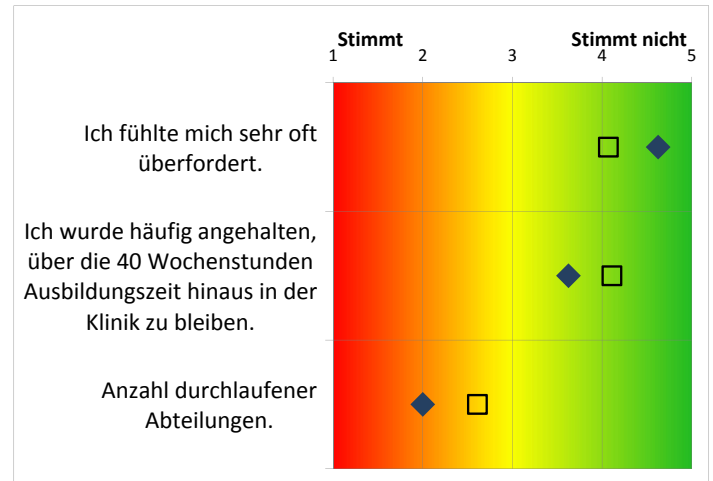 Stimmt Stimmt nicht
1 2 3 4 5
Ich fühlte mich sehr oft
überfordert.
Ich wurde häufig angehalten,
über die 40 Wochenstunden
Ausbildungszeit hinaus in der
Klinik zu bleiben.
Anzahl durchlaufener
Abteilungen.